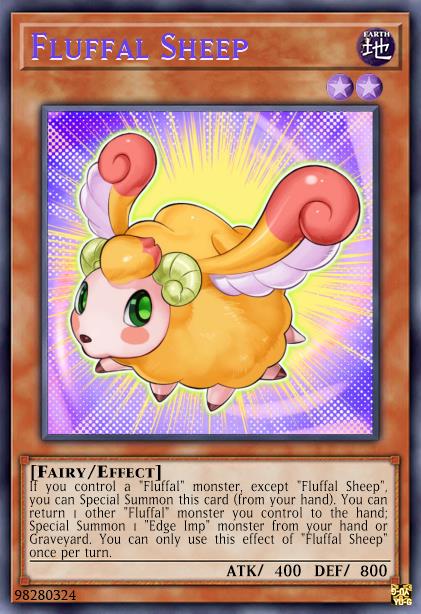 Fluffal Sheep
EARTH
地
[Fairy/Effect]
If you control a "Fluffal" monster, except "Fluffal Sheep",
you can Special Summon this card (from your hand). You can
return 1 other "Fluffal" monster you control to the hand;
Special Summon 1 "Edge Imp" monster from your hand or
Graveyard. You can only use this effect of "Fluffal Sheep"
once per turn.
ATK/ 400 DEF/ 800
98280324